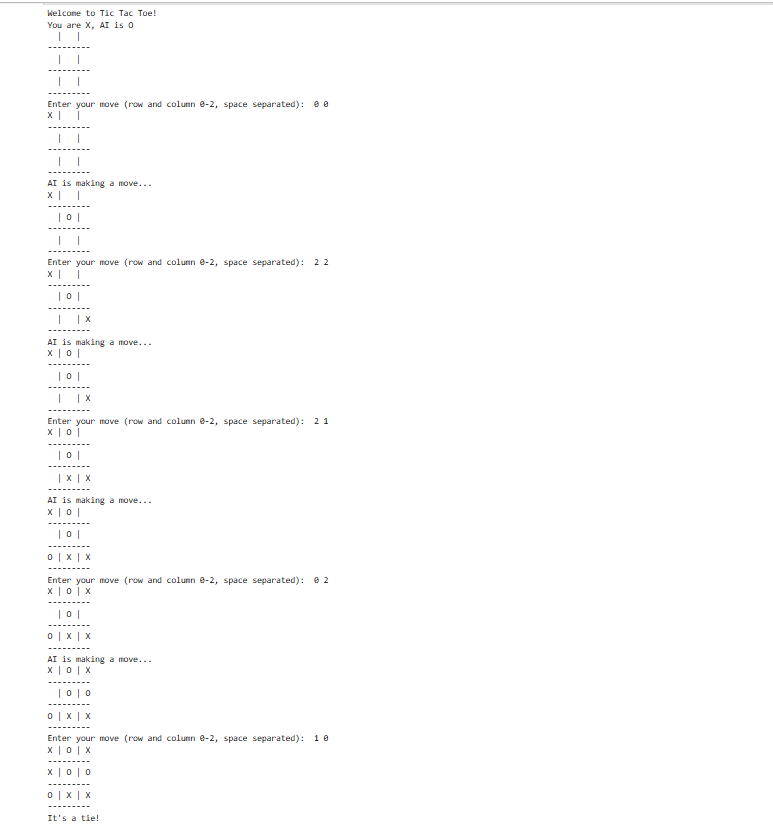 Welcome to Tic Tac Toe!
You are X, AI is O
  |   |
---------
  |   |
---------
  |   |
---------
Enter your move (row and column 0-2, space separated):  0 0
X |   |
---------
  |   |
---------
  |   |
---------
AI is making a move...
X |   |
---------
  | O |
---------
  |   |
---------
Enter your move (row and column 0-2, space separated):  2 2
X |   |
---------
  | O |
---------
  |   | X
---------
AI is making a move...
X | O |
---------
  | O |
---------
  |   | X
---------
Enter your move (row and column 0-2, space separated):  2 1
X | O |
---------
  | O |
---------
  | X | X
---------
AI is making a move...
X | O |
---------
  | O |
---------
O | X | X
---------
Enter your move (row and column 0-2, space separated):  0 2
X | O | X
---------
  | O |
---------
O | X | X
---------
AI is making a move...
X | O | X
---------
  | O | O
---------
O | X | X
---------
Enter your move (row and column 0-2, space separated):  1 0
X | O | X
---------
X | O | O
---------
O | X | X
---------
It's a tie!